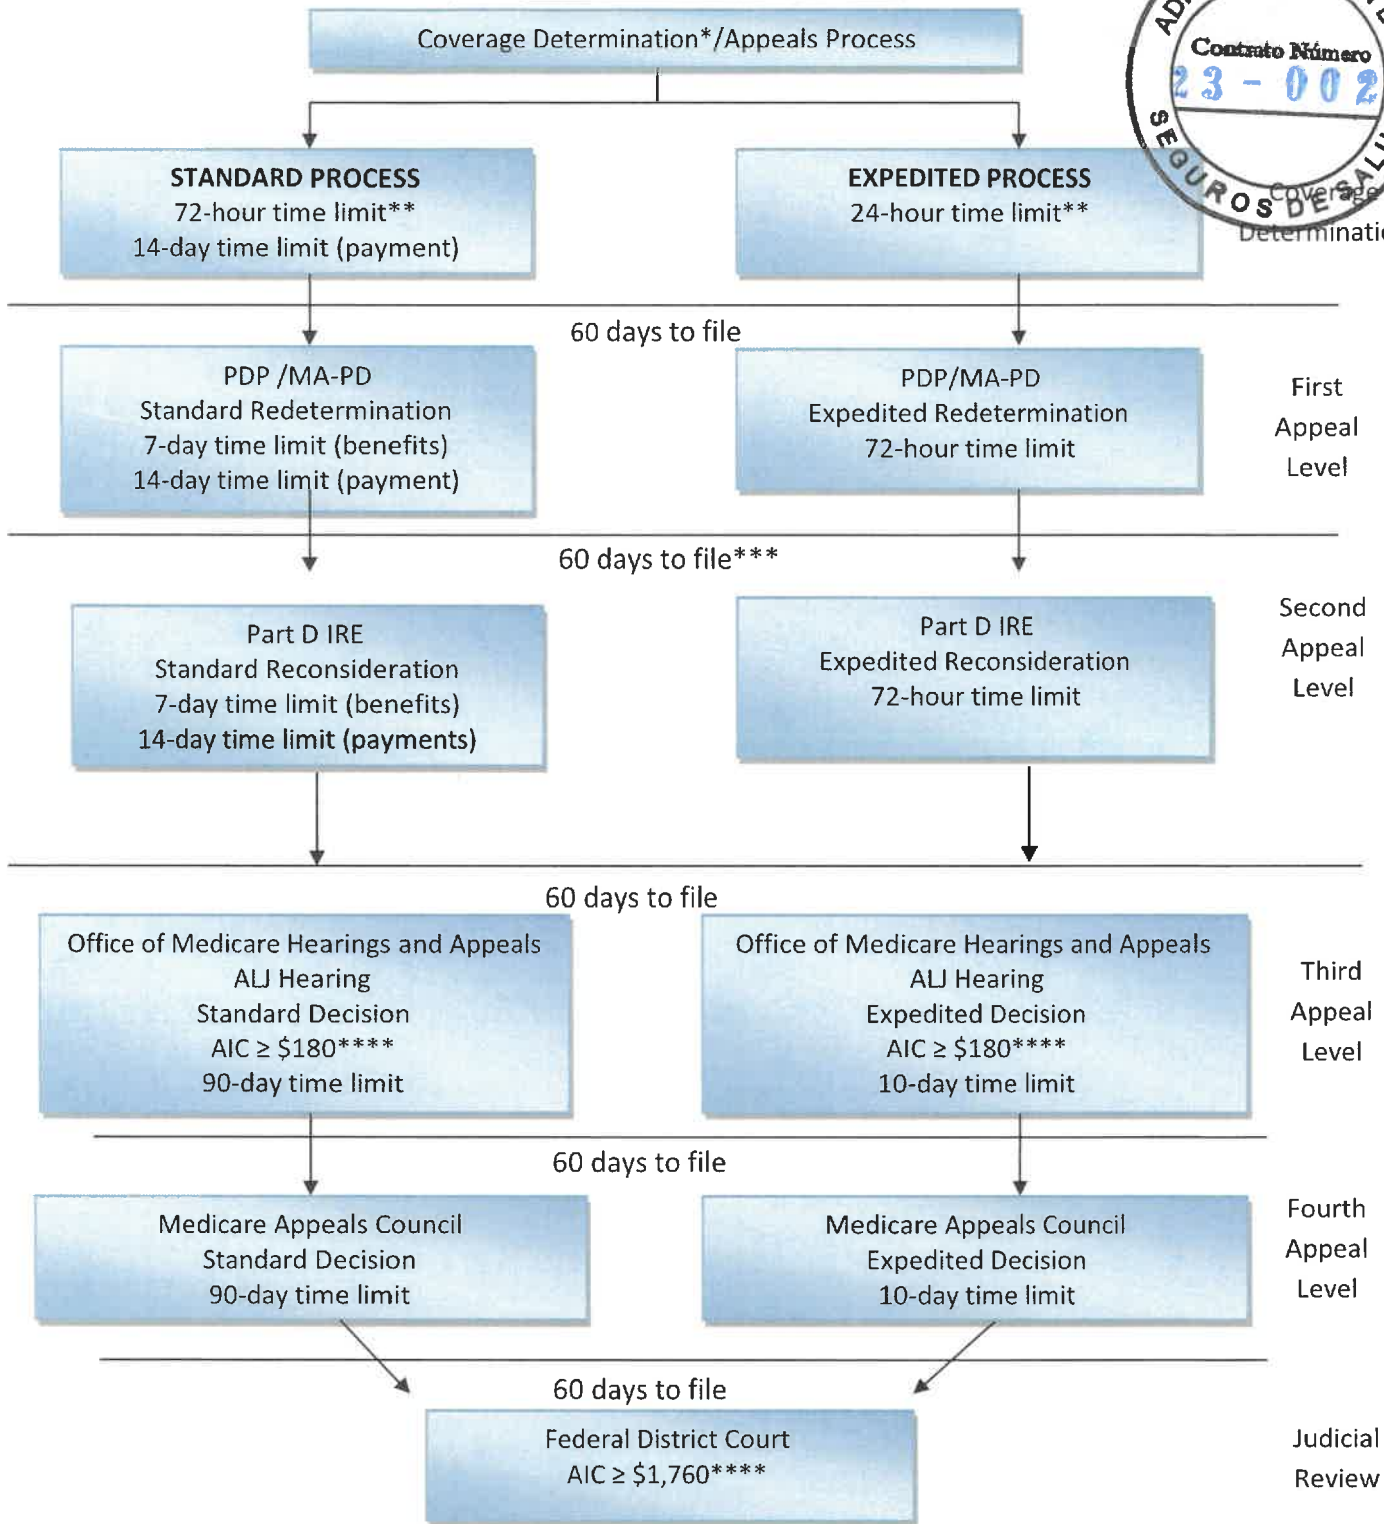 Coverage Determination*/Appeals Process
Contrato Número
23 - 002
SEGUROS DE SALU
STANDARD PROCESS
72-hour time limit**
14-day time limit (payment)
EXPEDITED PROCESS
24-hour time limit**
Coverage
Determinatio
60 days to file
PDP /MA-PD
Standard Redetermination
7-day time limit (benefits)
14-day time limit (payment)
PDP/MA-PD
Expedited Redetermination
72-hour time limit
First
Appeal
Level
60 days to file***
Part D IRE
Standard Reconsideration
7-day time limit (benefits)
14-day time limit (payments)
Part D IRE
Expedited Reconsideration
72-hour time limit
Second
Appeal
Level
60 days to file
Office of Medicare Hearings and Appeals
ALJ Hearing
Standard Decision
AIC ≥ $180****
90-day time limit
Office of Medicare Hearings and Appeals
ALJ Hearing
Expedited Decision
AIC ≥ $180****
10-day time limit
Third
Appeal
Level
60 days to file
Medicare Appeals Council
Standard Decision
90-day time limit
Medicare Appeals Council
Expedited Decision
10-day time limit
Fourth
Appeal
Level
60 days to file
Federal District Court
AIC ≥ $1,760****
Judicial
Review